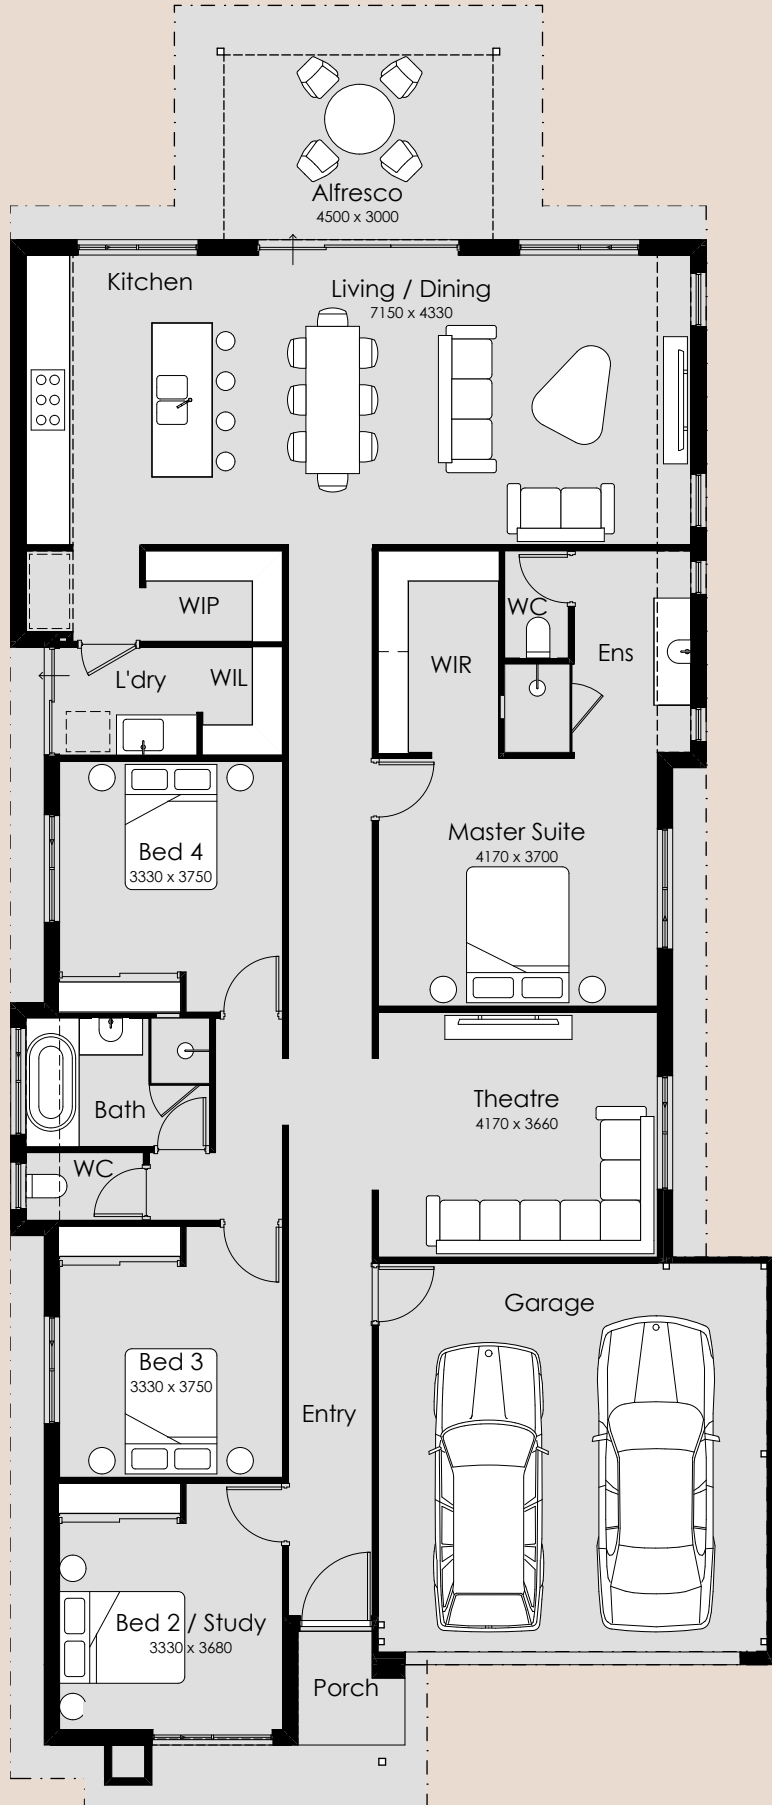 Alfresco
4500 x 3000
Kitchen
Living / Dining
7150 x 4330
WIP
WC
WIR
Ens
L'dry
WIL
Master Suite
4170 x 3700
Bed 4
3330 x 3750
Theatre
4170 x 3660
Bath
WC
Garage
Bed 3
3330 x 3750
Entry
Bed 2 / Study
3330 x 3680
Porch